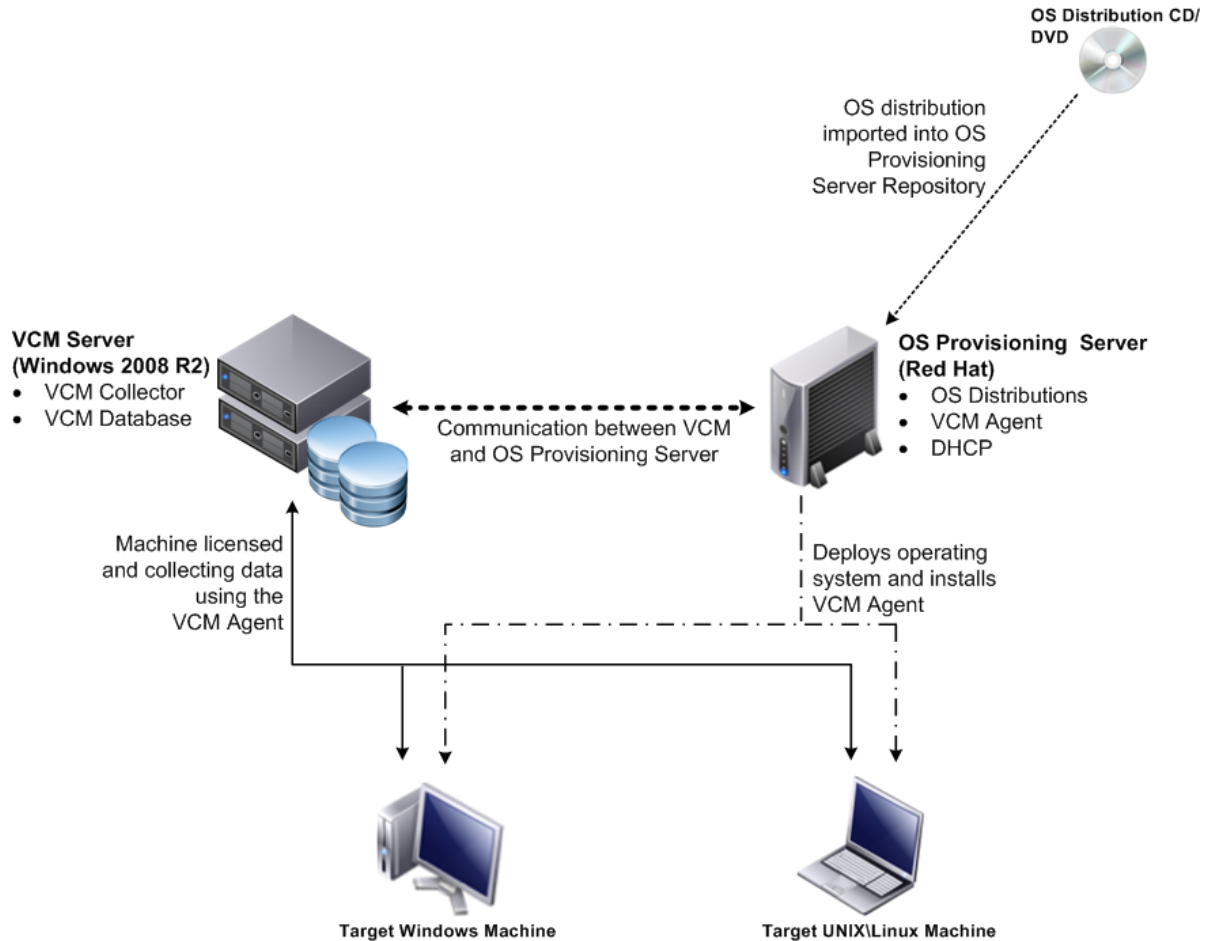 OS Distribution CD/
DVD
OS distribution
imported into OS
Provisioning
Server Repository
VCM Server
(Windows 2008 R2)
• VCM Collector
• VCM Database
Communication between VCM
and OS Provisioning Server
OS Provisioning Server
(Red Hat)
• OS Distributions
• VCM Agent
• DHCP
Machine licensed
and collecting data
using the
VCM Agent
Deploys operating
system and installs
VCM Agent
Target Windows Machine
Target UNIX\Linux Machine